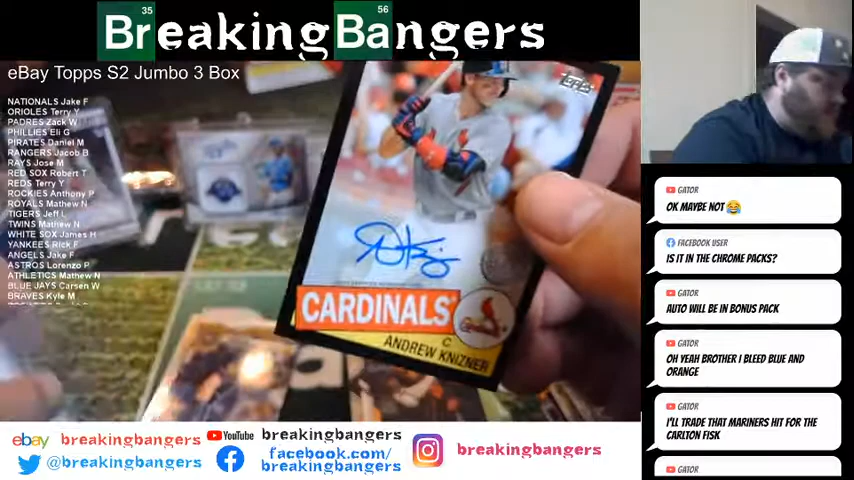 35
56
BreakingBangers
eBay Topps S2 Jumbo 3 Box
NATIONALS Jake F
ORIOLES Terry Y
PADRES Zack W
PHILLIES Eli G
PIRATES Daniel M
RANGERS Jacob B
RAYS Jose M
RED SOX Robert T
REDS Terry Y
ROCKIES Anthony P
ROYALS Mathew N
TIGERS Jeff L
TWINS Mathew N
WHITE SOX James H
YANKEES Rick F
ANGELS Jake F
ASTROS Lorenzo P
ATHLETICS Mathew N
BLUE JAYS Carsen W
BRAVES Kyle M
Topps
CARDINALS
C
ANDREW KNIZNER
GATOR
OK MAYBE NOT 😂
FACEBOOK USER
IS IT IN THE CHROME PACKS?
GATOR
AUTO WILL BE IN BONUS PACK
GATOR
OH YEAH BROTHER I BLEED BLUE AND
ORANGE
GATOR
I'LL TRADE THAT MARINERS HIT FOR THE
CARLTON FISK
GATOR
ebay breakingbangers
YouTube breakingbangers
@breakingbangers
facebook.com/
breakingbangers
breakingbangers